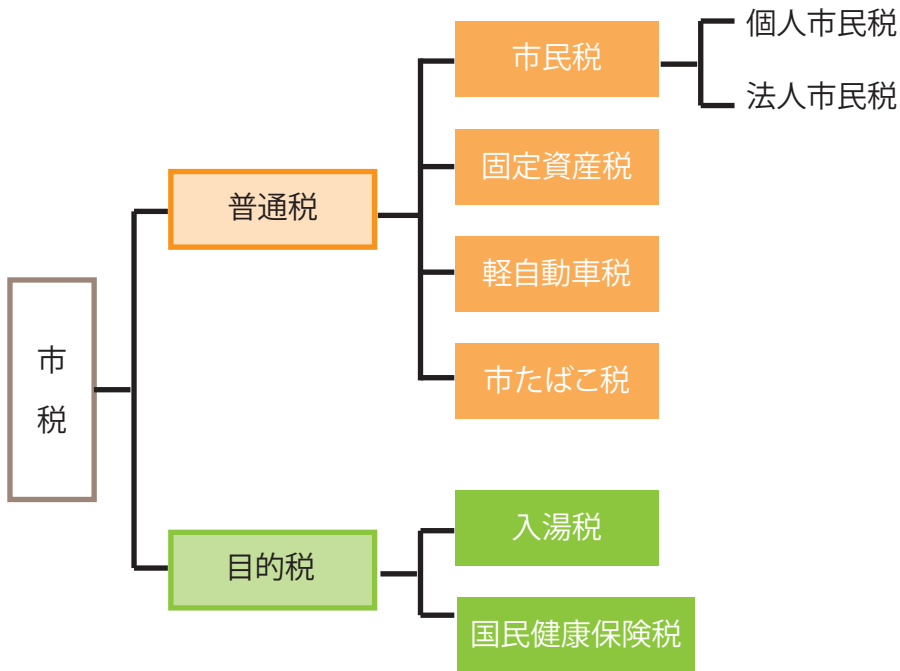 市税
普通税
市民税
個人市民税
法人市民税
固定資産税
軽自動車税
市たばこ税
目的税
入湯税
国民健康保険税